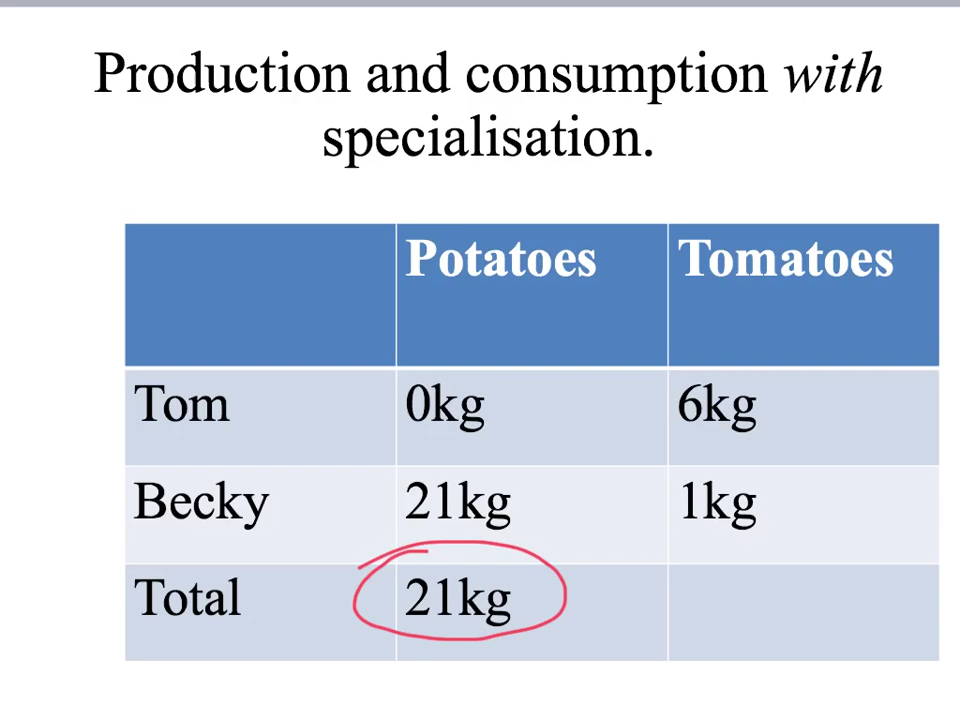 Production and consumption with
specialisation.
Potatoes Tomatoes
Tom 0kg 6kg
Becky 21kg 1kg
Total 21kg